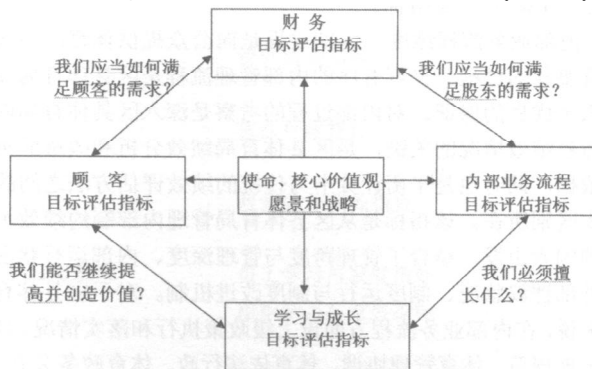 财 务
目标评估指标
我们应当如何满
足顾客的需求?
我们应当如何满
足股东的需求?
顾 客
目标评估指标
使命、核心价值观、
愿景和战略
内部业务流程
目标评估指标
我们能否继续提
高并创造价值?
我们必须擅
长什么?
学习与成长
目标评估指标